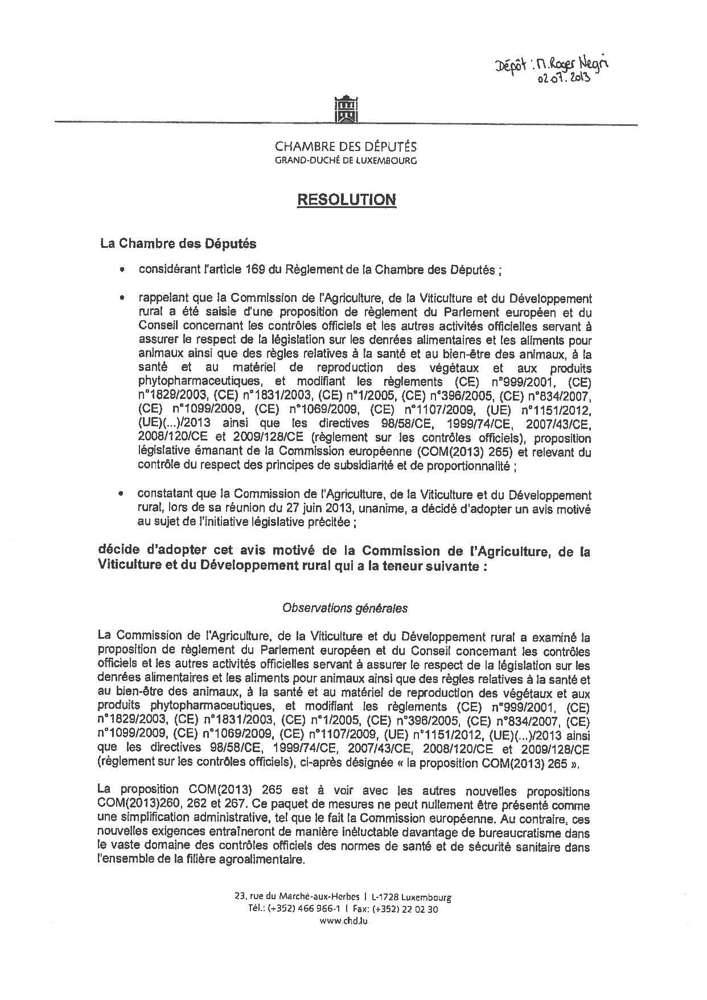 Dépôt : M. Roger Negri
02.07.2013
CHAMBRE DES DÉPUTÉS
GRAND-DUCHÉ DE LUXEMBOURG
RESOLUTION
La Chambre des Députés
• considérant l'article 169 du Règlement de la Chambre des Députés ;
• rappelant que la Commission de l'Agriculture, de la Viticulture et du Développement
rural a été saisie d'une proposition de règlement du Parlement européen et du
Conseil concernant les contrôles officiels et les autres activités officielles servant à
assurer le respect de la législation sur les denrées alimentaires et les aliments pour
animaux ainsi que des règles relatives à la santé et au bien-être des animaux, à la
santé et au matériel de reproduction des végétaux et aux produits
phytopharmaceutiques, et modifiant les règlements (CE) n°999/2001, (CE)
n°1829/2003, (CE) n°1831/2003, (CE) n°1/2005, (CE) n°396/2005, (CE) n°834/2007,
(CE) n°1099/2009, (CE) n°1069/2009, (CE) n°1107/2009, (UE) n°1151/2012,
(UE)(...)/2013 ainsi que les directives 98/58/CE, 1999/74/CE, 2007/43/CE,
2008/120/CE et 2009/128/CE (règlement sur les contrôles officiels), proposition
législative émanant de la Commission européenne (COM(2013) 265) et relevant du
contrôle du respect des principes de subsidiarité et de proportionnalité ;
• constatant que la Commission de l'Agriculture, de la Viticulture et du Développement
rural, lors de sa réunion du 27 juin 2013, unanime, a décidé d'adopter un avis motivé
au sujet de l'initiative législative précitée ;
décide d'adopter cet avis motivé de la Commission de l'Agriculture, de la
Viticulture et du Développement rural qui a la teneur suivante :
Observations générales
La Commission de l'Agriculture, de la Viticulture et du Développement rural a examiné la
proposition de règlement du Parlement européen et du Conseil concernant les contrôles
officiels et les autres activités officielles servant à assurer le respect de la législation sur les
denrées alimentaires et les aliments pour animaux ainsi que des règles relatives à la santé et
au bien-être des animaux, à la santé et au matériel de reproduction des végétaux et aux
produits phytopharmaceutiques, et modifiant les règlements (CE) n°999/2001, (CE)
n°1829/2003, (CE) n°1831/2003, (CE) n°1/2005, (CE) n°396/2005, (CE) n°834/2007, (CE)
n°1099/2009, (CE) n°1069/2009, (CE) n°1107/2009, (UE) n°1151/2012, (UE)(...)/2013 ainsi
que les directives 98/58/CE, 1999/74/CE, 2007/43/CE, 2008/120/CE et 2009/128/CE
(règlement sur les contrôles officiels), ci-après désignée « la proposition COM(2013) 265 ».
La proposition COM(2013) 265 est à voir avec les autres nouvelles propositions
COM(2013)260, 262 et 267. Ce paquet de mesures ne peut nullement être présenté comme
une simplification administrative, tel que le fait la Commission européenne. Au contraire, ces
nouvelles exigences entraîneront de manière inéluctable davantage de bureaucratisme dans
le vaste domaine des contrôles officiels des normes de santé et de sécurité sanitaire dans
l'ensemble de la filière agroalimentaire.
23, rue du Marché-aux-Herbes | L-1728 Luxembourg
Tél.: (+352) 466 966-1 | Fax: (+352) 22 02 30
www.chd.lu